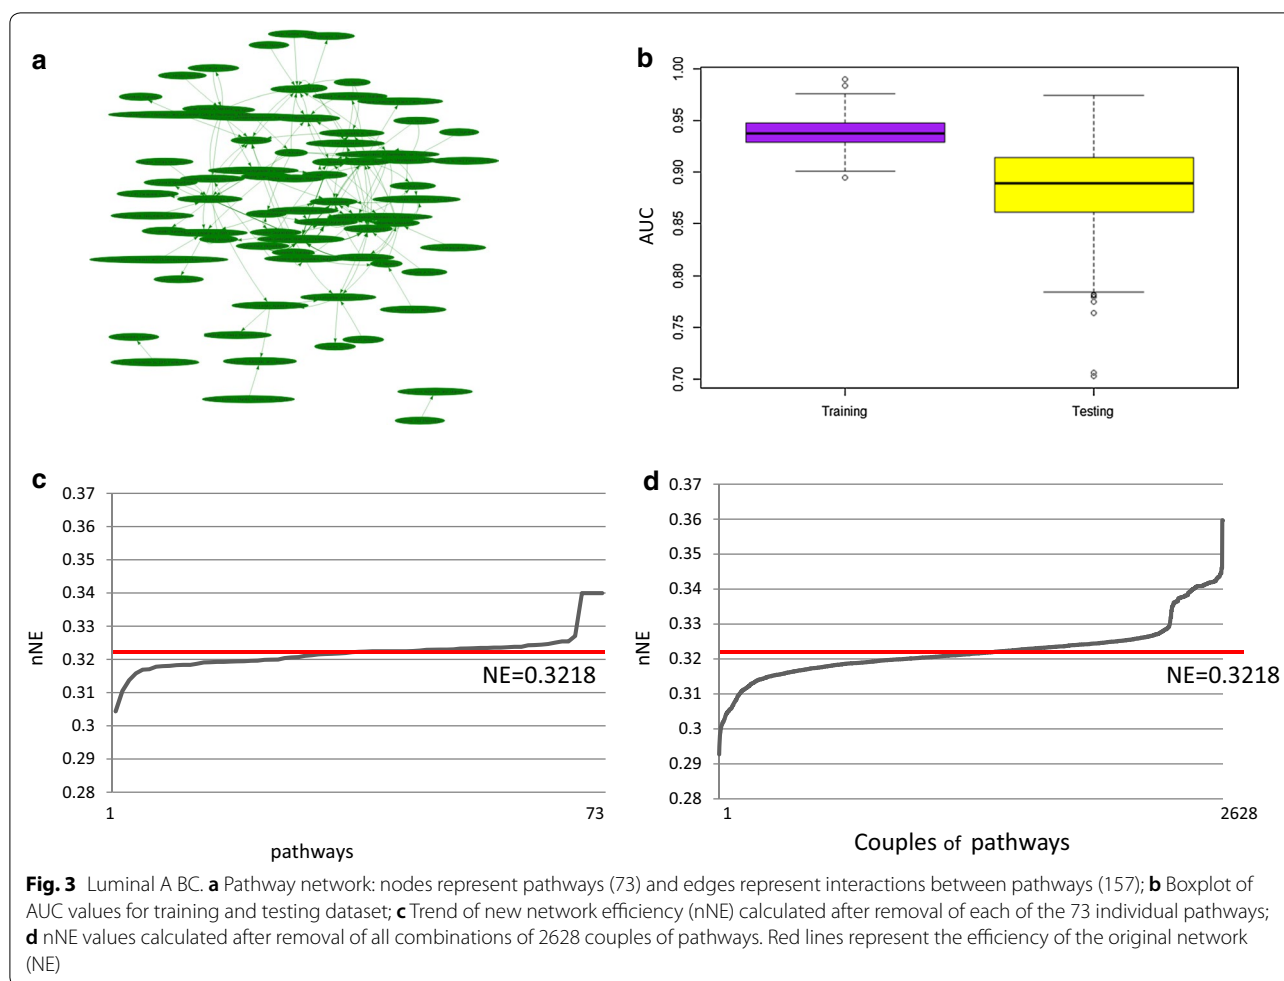 a
b
1.00
0.95
0.90
0.85
0.80
0.75
0.70
AUC
Training
Testing
c
0.37
0.36
0.35
0.34
0.33
0.32
0.31
0.3
0.29
0.28
nNE
NE=0.3218
1
73
pathways
d
0.37
0.36
0.35
0.34
0.33
0.32
0.31
0.3
0.29
0.28
nNE
NE=0.3218
1
2628
Couples of pathways
Fig. 3 Luminal A BC. a Pathway network: nodes represent pathways (73) and edges represent interactions between pathways (157); b Boxplot of
AUC values for training and testing dataset; c Trend of new network efficiency (nNE) calculated after removal of each of the 73 individual pathways;
d nNE values calculated after removal of all combinations of 2628 couples of pathways. Red lines represent the efficiency of the original network
(NE)